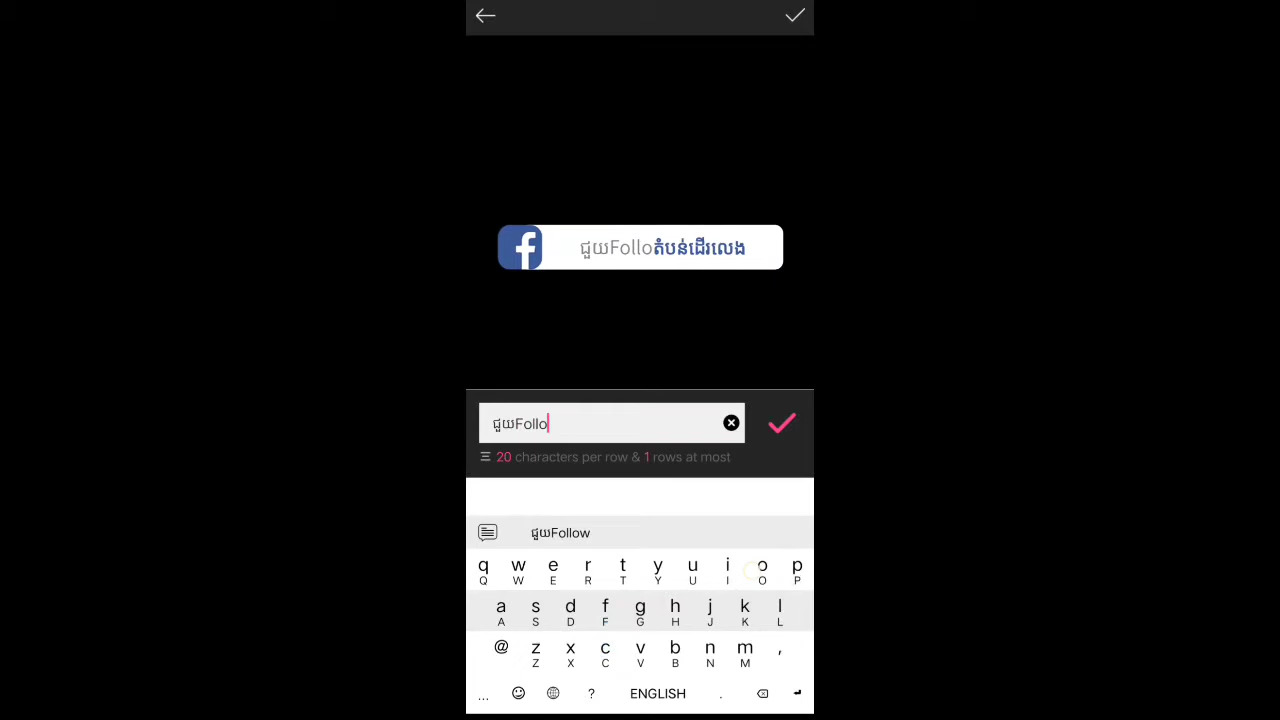 ជួយFolloតំបន់ដើរលេង
ជួយFollo
20 characters per row & 1 rows at most
ជួយFollow
q w e r t y u i o p
Q W E R T Y U I O P
a s d f g h j k l
A S D F G H J K L
@ z x c v b n m ,
Z X C V B N M
... ? ENGLISH .